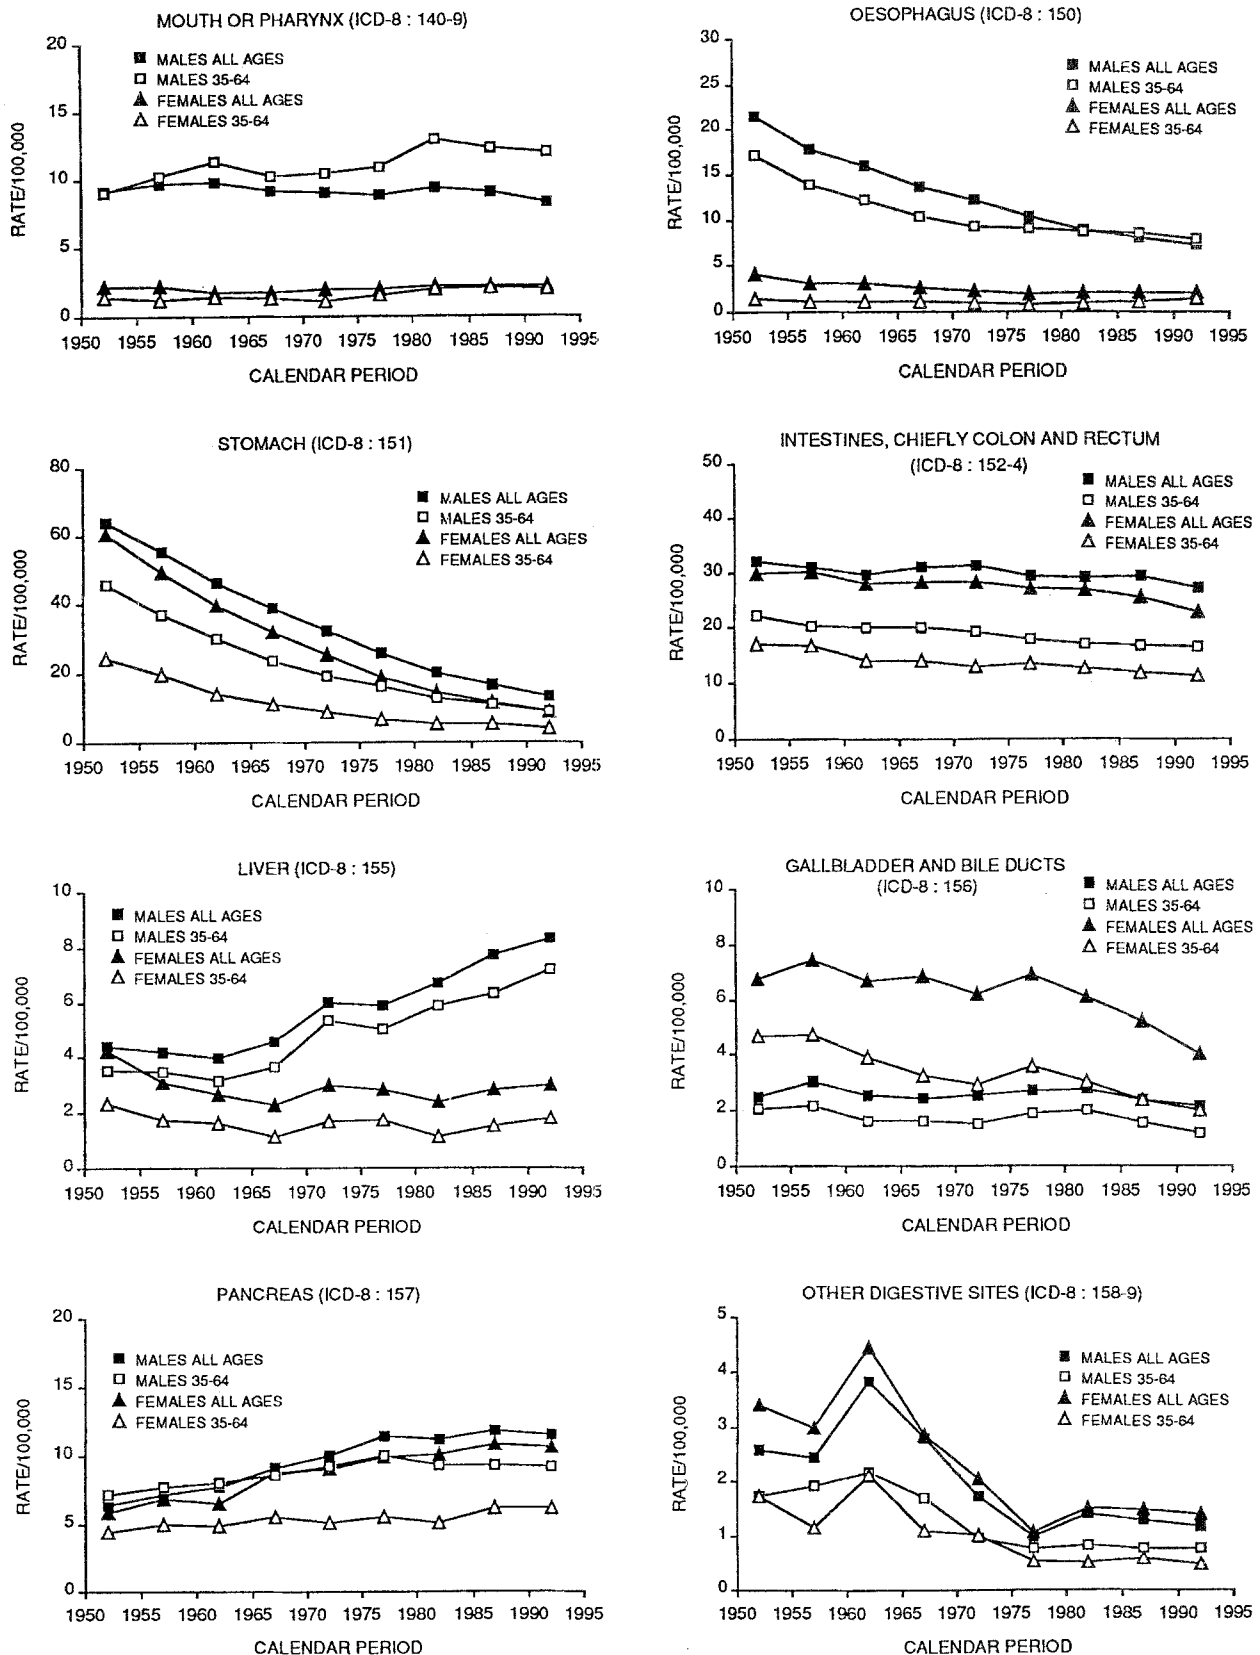 MOUTH OR PHARYNX (ICD-8 : 140-9)
MALES ALL AGES
MALES 35-64
FEMALES ALL AGES
FEMALES 35-64
RATE/100,000
20
15
10
5
0
1950 1955 1960 1965 1970 1975 1980 1985 1990 1995
CALENDAR PERIOD
OESOPHAGUS (ICD-8 : 150)
MALES ALL AGES
MALES 35-64
FEMALES ALL AGES
FEMALES 35-64
RATE/100,000
30
25
20
15
10
5
0
1950 1955 1960 1965 1970 1975 1980 1985 1990 1995
CALENDAR PERIOD
STOMACH (ICD-8 : 151)
MALES ALL AGES
MALES 35-64
FEMALES ALL AGES
FEMALES 35-64
RATE/100,000
80
60
40
20
0
1950 1955 1960 1965 1970 1975 1980 1985 1990 1995
CALENDAR PERIOD
INTESTINES, CHIEFLY COLON AND RECTUM
(ICD-8 : 152-4)
MALES ALL AGES
MALES 35-64
FEMALES ALL AGES
FEMALES 35-64
RATE/100,000
50
40
30
20
10
0
1950 1955 1960 1965 1970 1975 1980 1985 1990 1995
CALENDAR PERIOD
LIVER (ICD-8 : 155)
MALES ALL AGES
MALES 35-64
FEMALES ALL AGES
FEMALES 35-64
RATE/100,000
10
8
6
4
2
0
1950 1955 1960 1965 1970 1975 1980 1985 1990 1995
CALENDAR PERIOD
GALLBLADDER AND BILE DUCTS
(ICD-8 : 156)
MALES ALL AGES
MALES 35-64
FEMALES ALL AGES
FEMALES 35-64
RATE/100,000
10
8
6
4
2
0
1950 1955 1960 1965 1970 1975 1980 1985 1990 1995
CALENDAR PERIOD
PANCREAS (ICD-8 : 157)
MALES ALL AGES
MALES 35-64
FEMALES ALL AGES
FEMALES 35-64
RATE/100,000
20
15
10
5
0
1950 1955 1960 1965 1970 1975 1980 1985 1990 1995
CALENDAR PERIOD
OTHER DIGESTIVE SITES (ICD-8 : 158-9)
MALES ALL AGES
MALES 35-64
FEMALES ALL AGES
FEMALES 35-64
RATE/100,000
5
4
3
2
1
0
1950 1955 1960 1965 1970 1975 1980 1985 1990 1995
CALENDAR PERIOD